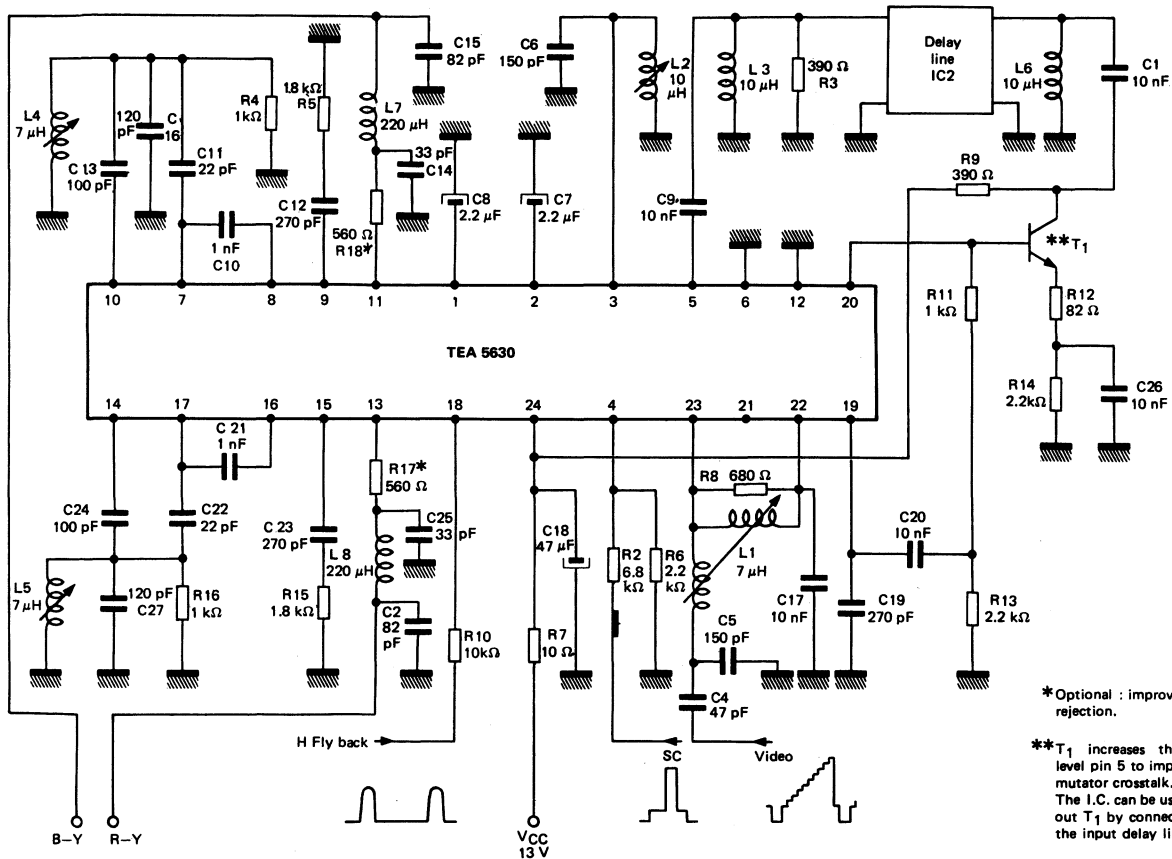 C15
82 pF
C6
150 pF
L2
10
μH
L 3
10 μH
390 Ω
R3
Delay
line
IC2
L6
10 μH
C1
10 nF
L4
7 μH
120
pF
C
16
C 13
100 pF
C11
22 pF
R4
1kΩ
1 nF
C10
1.8 kΩ
R5
C12
270 pF
L7
220 μH
33 pF
C14
560 Ω
R18*
C8
2.2 μF
C7
2.2 μF
C9
10 nF
R9
390 Ω
**T1
R11
1 kΩ
R12
82 Ω
R14
2.2kΩ
C26
10 nF
10 7 8 9 11 1 2 3 5 6 12 20
TEA 5630
14 17 16 15 13 18 24 4 23 21 22 19
C 21
1 nF
C24
100 pF
C22
22 pF
L5
7 μH
120 pF
C27
R16
1 kΩ
C 23
270 pF
R15
1.8 kΩ
R17*
560 Ω
L 8
220 μH
C25
33 pF
C2
82
pF
R10
10kΩ
C18
47 μF
R7
10 Ω
R2
6.8
kΩ
R6
2.2
kΩ
R8 680 Ω
L1
7 μH
C5
150 pF
C4
47 pF
C17
10 nF
C19
270 pF
C20
10 nF
R13
2.2 kΩ
H Fly back
SC
Video
B–Y
R–Y
VCC
13 V
*Optional : improv
rejection.
**T1 increases th
level pin 5 to imp
mutator crosstalk.
The I.C. can be us
out T1 by connec
the input delay li